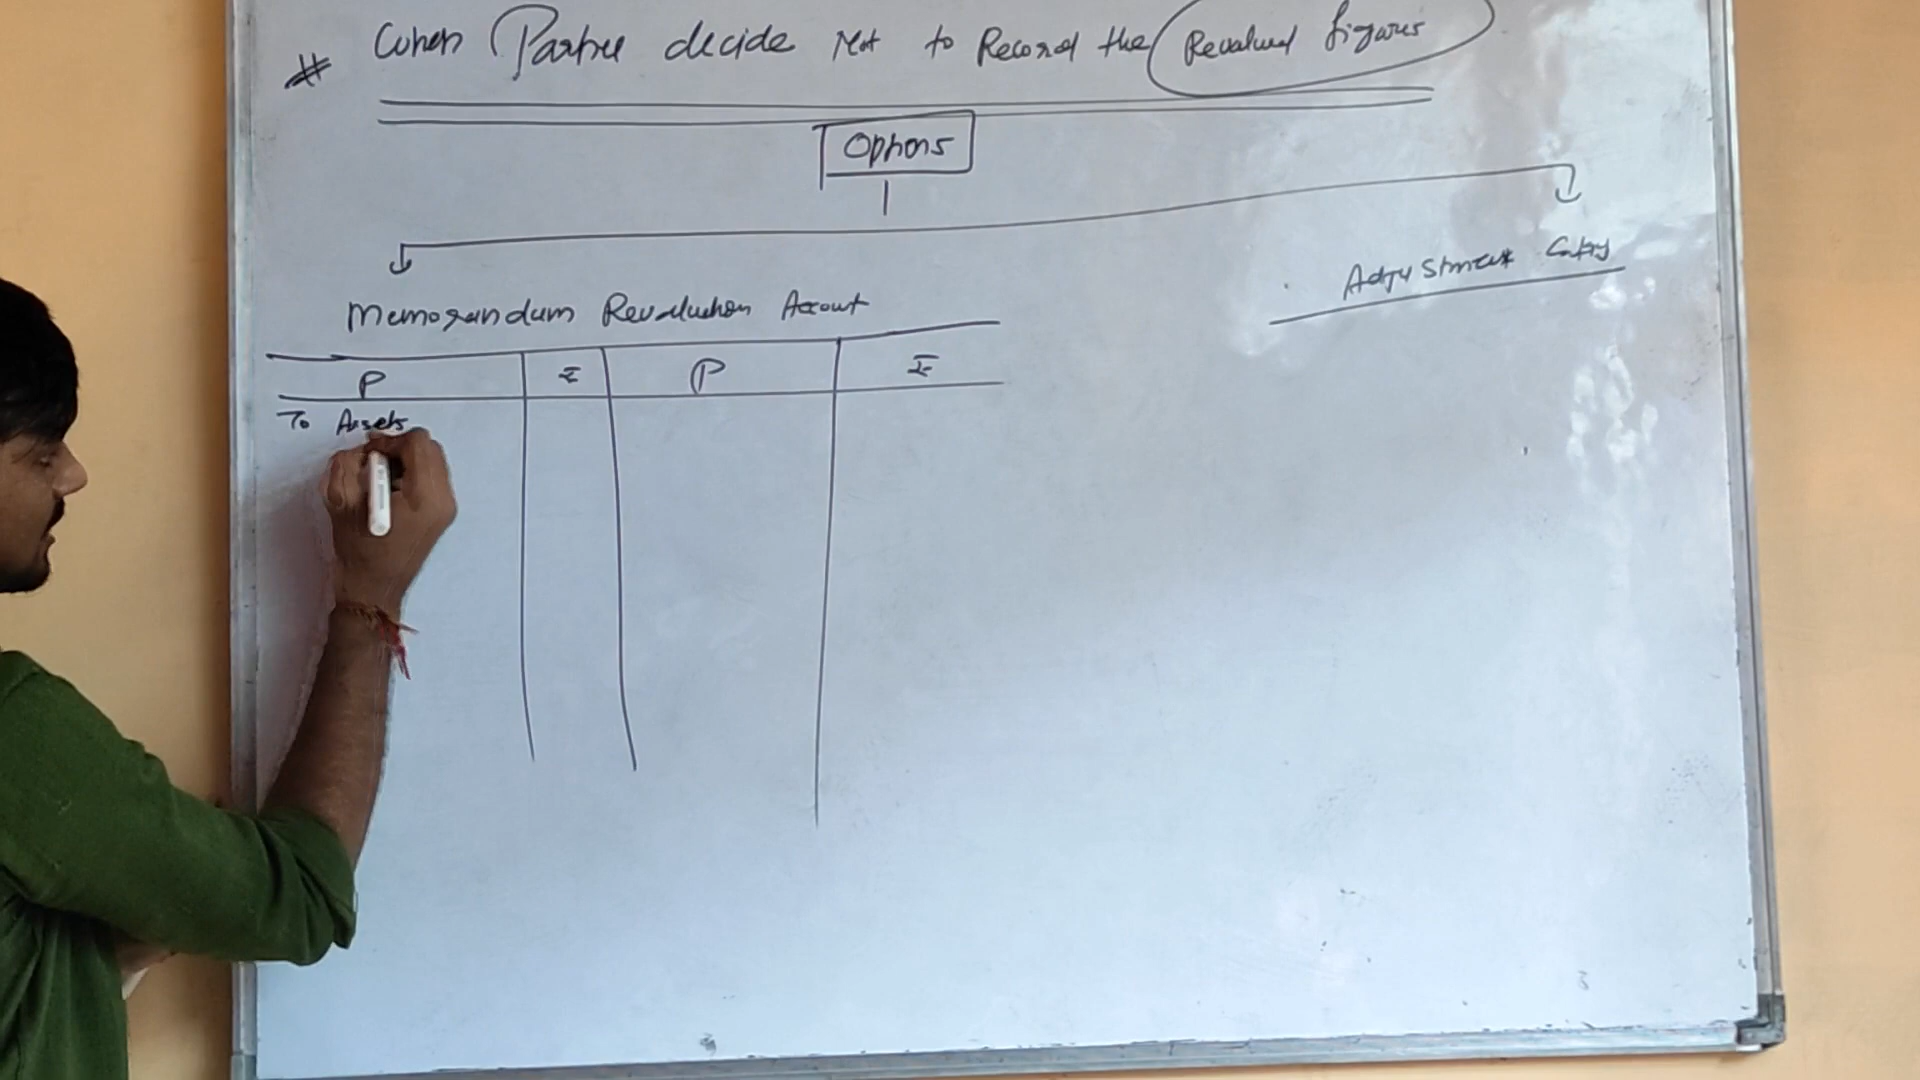 # When Partner decide Not to Record the Revalued figures
Options
Adjustment Entry
Memorandum Revaluation Account
P ₹ P ₹
To Assets